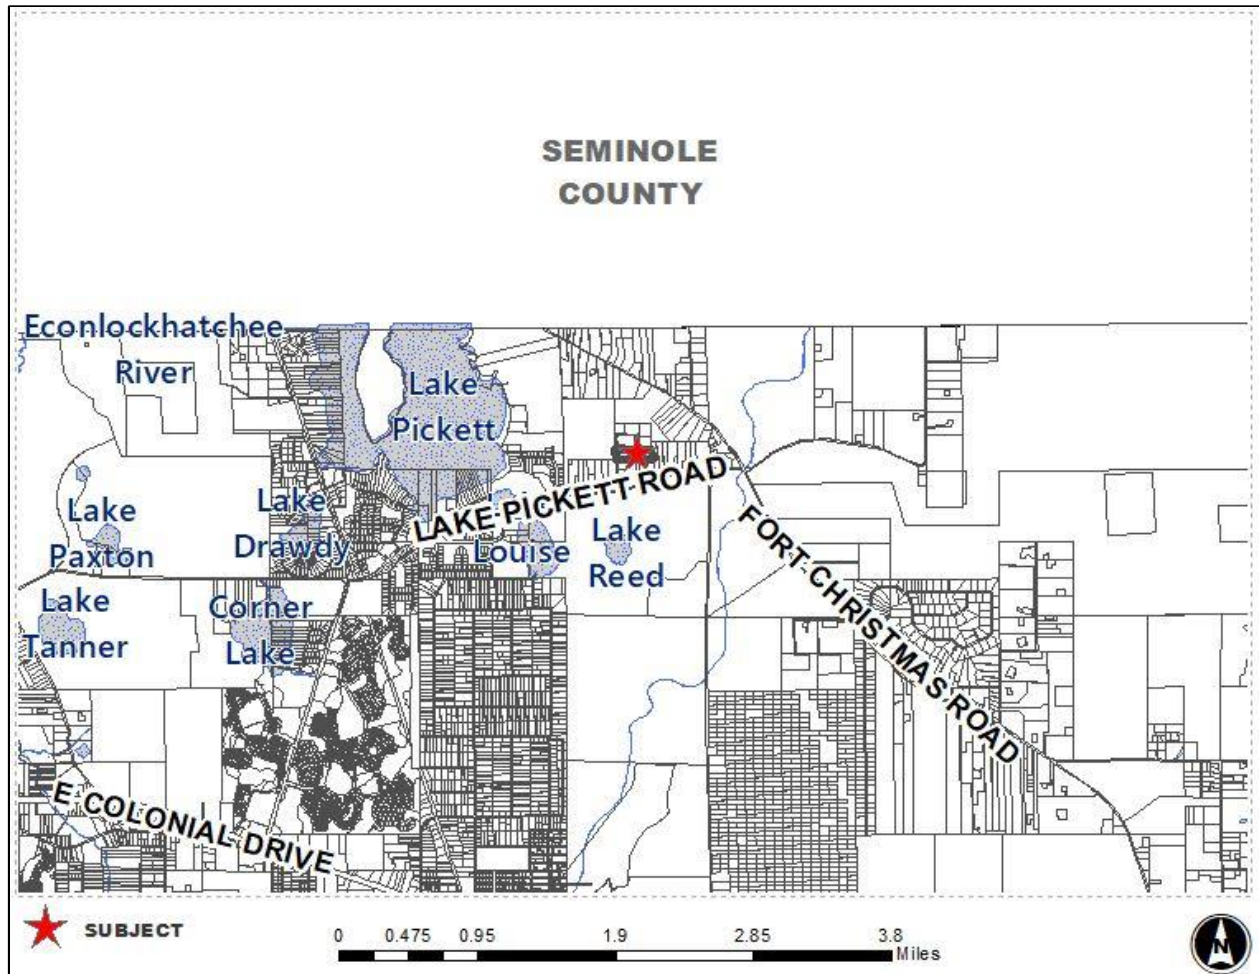 SEMINOLE
COUNTY
Econlockhatchee
River
Lake
Pickett
LAKE PICKETT ROAD
Lake
Paxton
Lake
Drawdy
Louise
Lake
Reed
FORT CHRISTMAS ROAD
Lake
Tanner
Corner
Lake
E COLONIAL DRIVE
SUBJECT
0 0.475 0.95 1.9 2.85 3.8
Miles
N